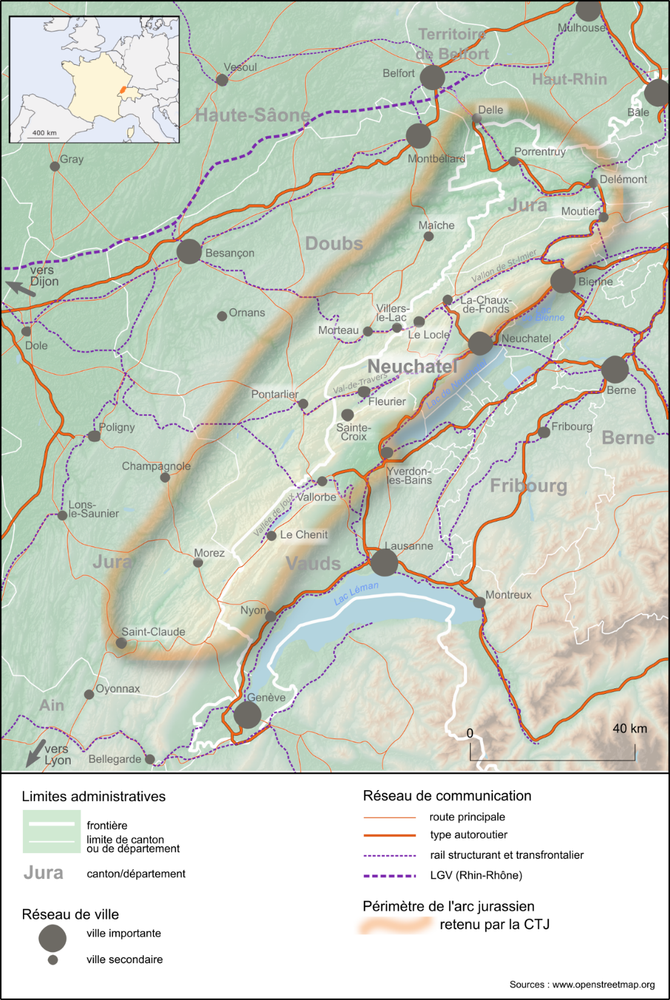 400 km
Territoire
de Belfort
Mulhouse
Vesoul
Belfort
Haut-Rhin
Bâle
Haute-Sâone
Delle
Gray
Montbéliard
Porrentruy
Delémont
Jura
Moutier
Maîche
Doubs
Besançon
vers
Dijon
Vallon de St-Imier
Bienne
Ornans
Villers-
le-Lac
La-Chaux-
de-Fonds
Lac
de Bienne
Morteau
Le Locle
Neuchatel
Dole
Neuchatel
Lac de Neuchatel
Val-de-Travers
Berne
Pontarlier
Fleurier
Poligny
Sainte-
Croix
Fribourg
Berne
Champagnole
Yverdon-
les-Bains
Fribourg
Vallorbe
Lons-
le-Saunier
Vallée de Joux
Le Chenit
Morez
Jura
Vauds
Lausanne
Lac Léman
Montreux
Nyon
Saint-Claude
Oyonnax
Ain
Genève
vers
Lyon
Bellegarde
0
40 km
Limites administratives
frontière
limite de canton
ou de département
Jura
canton/département
Réseau de ville
ville importante
ville secondaire
Réseau de communication
route principale
type autoroutier
rail structurant et transfrontalier
LGV (Rhin-Rhône)
Périmètre de l'arc jurassien
retenu par la CTJ
Sources : www.openstreetmap.org